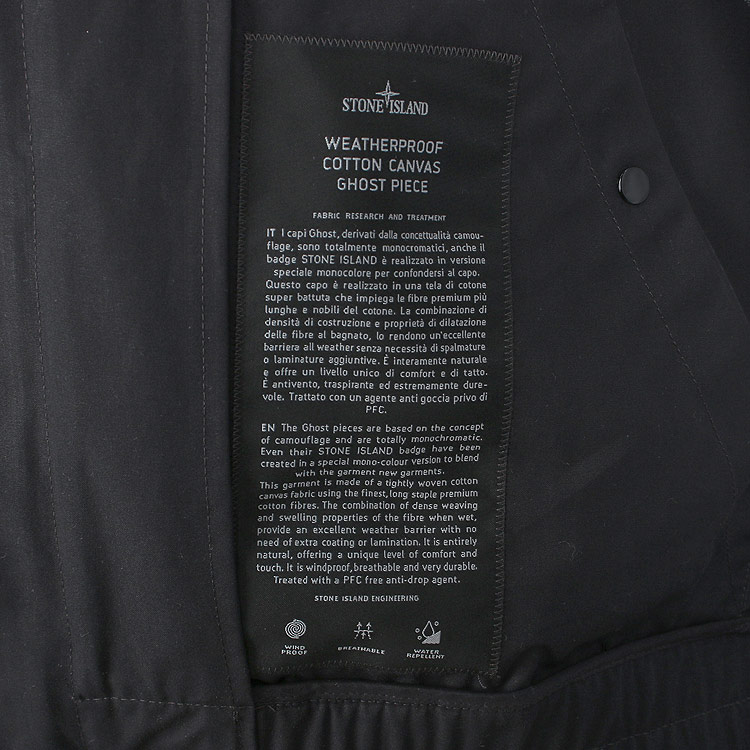 STONE ISLAND
WEATHERPROOF
COTTON CANVAS
GHOST PIECE
FABRIC RESEARCH AND TREATMENT
IT I capi Ghost, derivati dalla concettualità camou-
flage, sono totalmente monocromatici, anche il
badge STONE ISLAND è realizzato in versione
speciale monocolore per confondersi al capo.
Questo capo è realizzato in una tela di cotone
super battuta che impiega le fibre premium più
lunghe e nobili del cotone. La combinazione di
densità di costruzione e proprietà di dilatazione
delle fibre al bagnato, lo rendono un'eccellente
barriera all weather senza necessità di spalmature
o laminature aggiuntive. È interamente naturale
e offre un livello unico di comfort e di tatto.
È antivento, traspirante ed estremamente dure-
vole. Trattato con un agente anti goccia privo di
PFC.
EN The Ghost pieces are based on the concept
of camouflage and are totally monochromatic.
Even their STONE ISLAND badge have been
created in a special mono-colour version to blend
with the garment new garments.
This garment is made of a tightly woven cotton
canvas fabric using the finest, long staple premium
cotton fibres. The combination of dense weaving
and swelling properties of the fibre when wet,
provide an excellent weather barrier with no
need of extra coating or lamination. It is entirely
natural, offering a unique level of comfort and
touch. It is windproof, breathable and very durable.
Treated with a PFC free anti-drop agent.
STONE ISLAND ENGINEERING
WIND
PROOF
BREATHABLE
WATER
REPELLENT